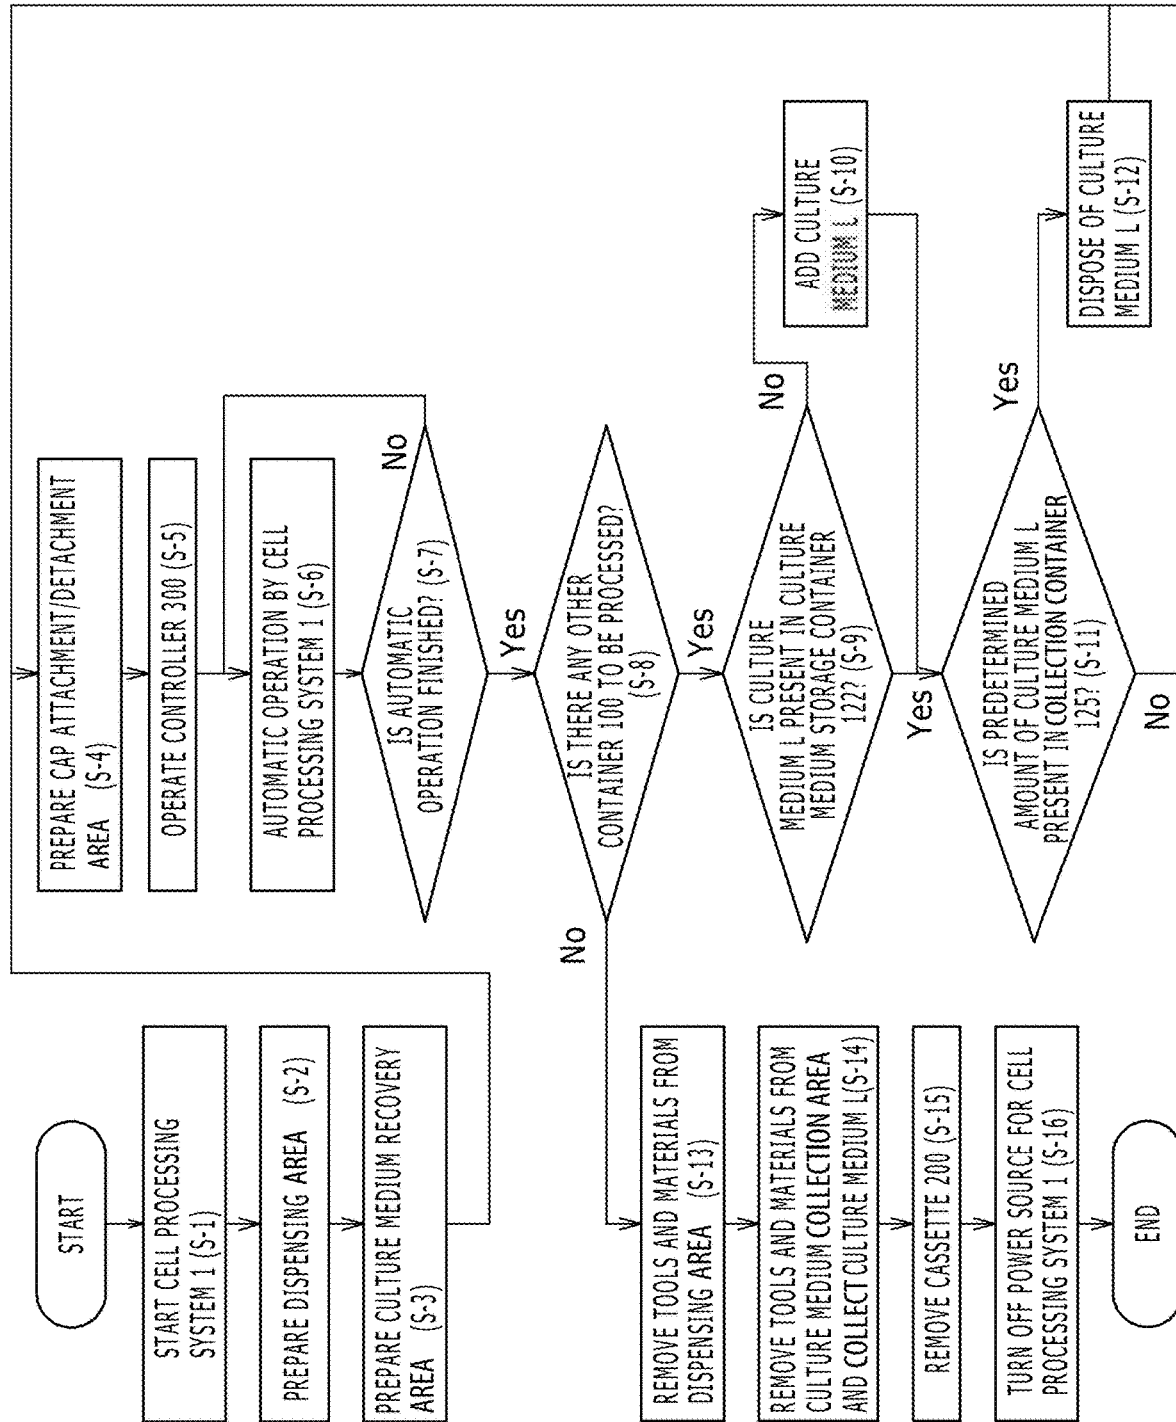 START
START CELL PROCESSING
SYSTEM 1 (S-1)
PREPARE DISPENSING AREA (S-2)
PREPARE CULTURE MEDIUM RECOVERY
AREA (S-3)
PREPARE CAP ATTACHMENT/DETACHMENT
AREA (S-4)
OPERATE CONTROLLER 300 (S-5)
AUTOMATIC OPERATION BY CELL
PROCESSING SYSTEM 1 (S-6)
IS AUTOMATIC
OPERATION FINISHED? (S-7)
No
Yes
IS THERE ANY OTHER
CONTAINER 100 TO BE PROCESSED?
(S-8)
No
Yes
IS CULTURE
MEDIUM L PRESENT IN CULTURE
MEDIUM STORAGE CONTAINER
122? (S-9)
No
Yes
ADD CULTURE
MEDIUM L (S-10)
IS PREDETERMINED
AMOUNT OF CULTURE MEDIUM L
PRESENT IN COLLECTION CONTAINER
125? (S-11)
Yes
No
DISPOSE OF CULTURE
MEDIUM L (S-12)
REMOVE TOOLS AND MATERIALS FROM
DISPENSING AREA (S-13)
REMOVE TOOLS AND MATERIALS FROM
CULTURE MEDIUM COLLECTION AREA
AND COLLECT CULTURE MEDIUM L(S-14)
REMOVE CASSETTE 200 (S-15)
TURN OFF POWER SOURCE FOR CELL
PROCESSING SYSTEM 1 (S-16)
END